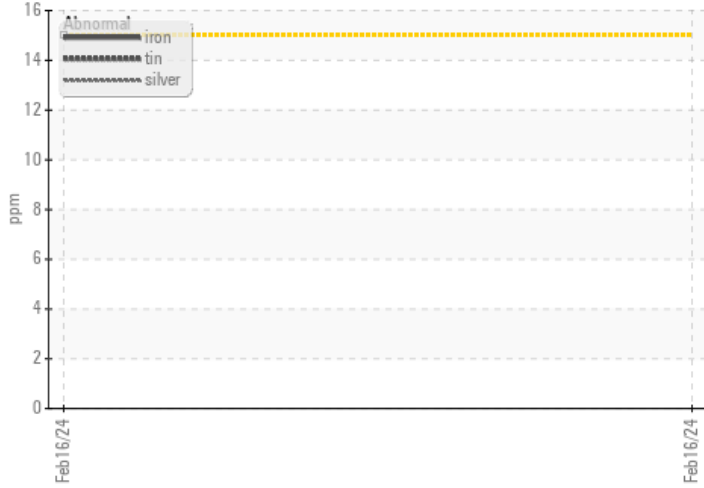 16
14
12
10
8
6
4
2
0
ppm
Abnormal
iron
tin
silver
Feb16/24
Feb16/24